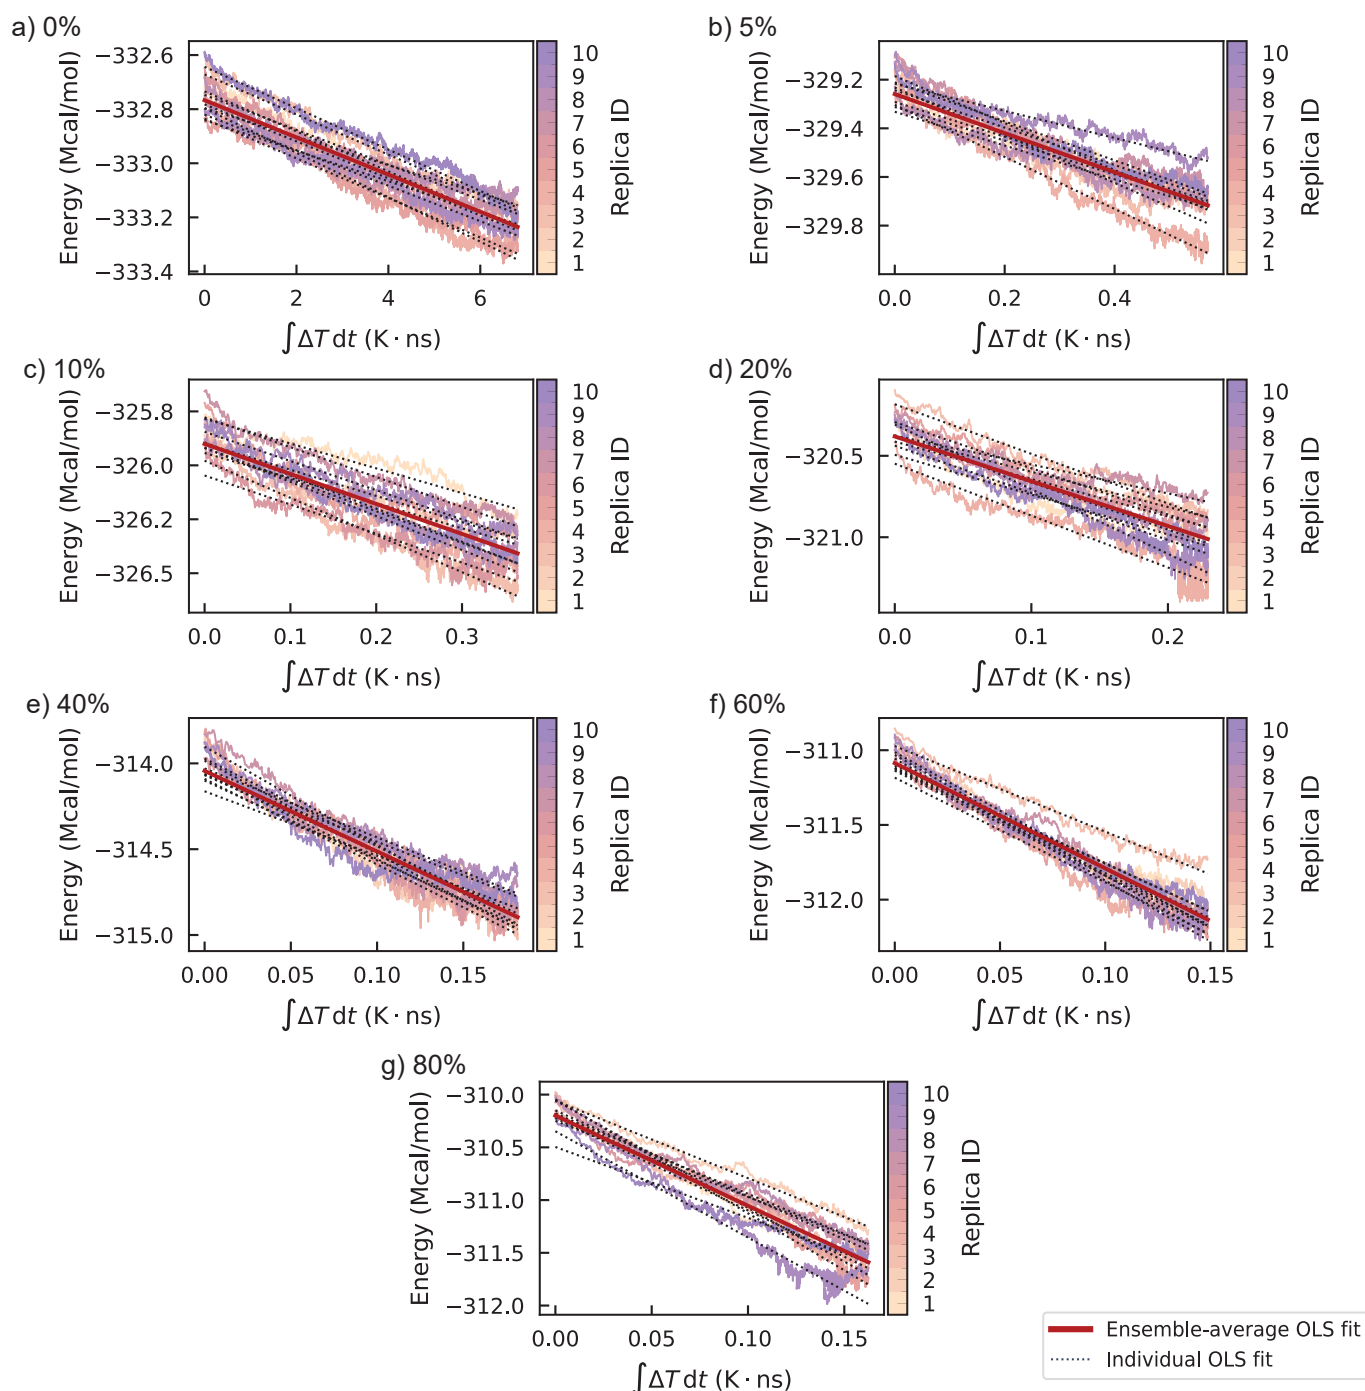 a) 0%
Energy (Mcal/mol)
−332.6
−332.8
−333.0
−333.2
−333.4
0 2 4 6
∫ΔT dt (K · ns)
10
9
8
7
6
5
4
3
2
1
Replica ID
b) 5%
Energy (Mcal/mol)
−329.2
−329.4
−329.6
−329.8
0.0 0.2 0.4
∫ΔT dt (K · ns)
10
9
8
7
6
5
4
3
2
1
Replica ID
c) 10%
Energy (Mcal/mol)
−325.8
−326.0
−326.2
−326.5
0.0 0.1 0.2 0.3
∫ΔT dt (K · ns)
10
9
8
7
6
5
4
3
2
1
Replica ID
d) 20%
Energy (Mcal/mol)
−320.5
−321.0
0.0 0.1 0.2
∫ΔT dt (K · ns)
10
9
8
7
6
5
4
3
2
1
Replica ID
e) 40%
Energy (Mcal/mol)
−314.0
−314.5
−315.0
0.00 0.05 0.10 0.15
∫ΔT dt (K · ns)
10
9
8
7
6
5
4
3
2
1
Replica ID
f) 60%
Energy (Mcal/mol)
−311.0
−311.5
−312.0
0.00 0.05 0.10 0.15
∫ΔT dt (K · ns)
10
9
8
7
6
5
4
3
2
1
Replica ID
g) 80%
Energy (Mcal/mol)
−310.0
−310.5
−311.0
−311.5
−312.0
0.00 0.05 0.10 0.15
∫ΔT dt (K · ns)
10
9
8
7
6
5
4
3
2
1
Replica ID
Ensemble-average OLS fit
Individual OLS fit